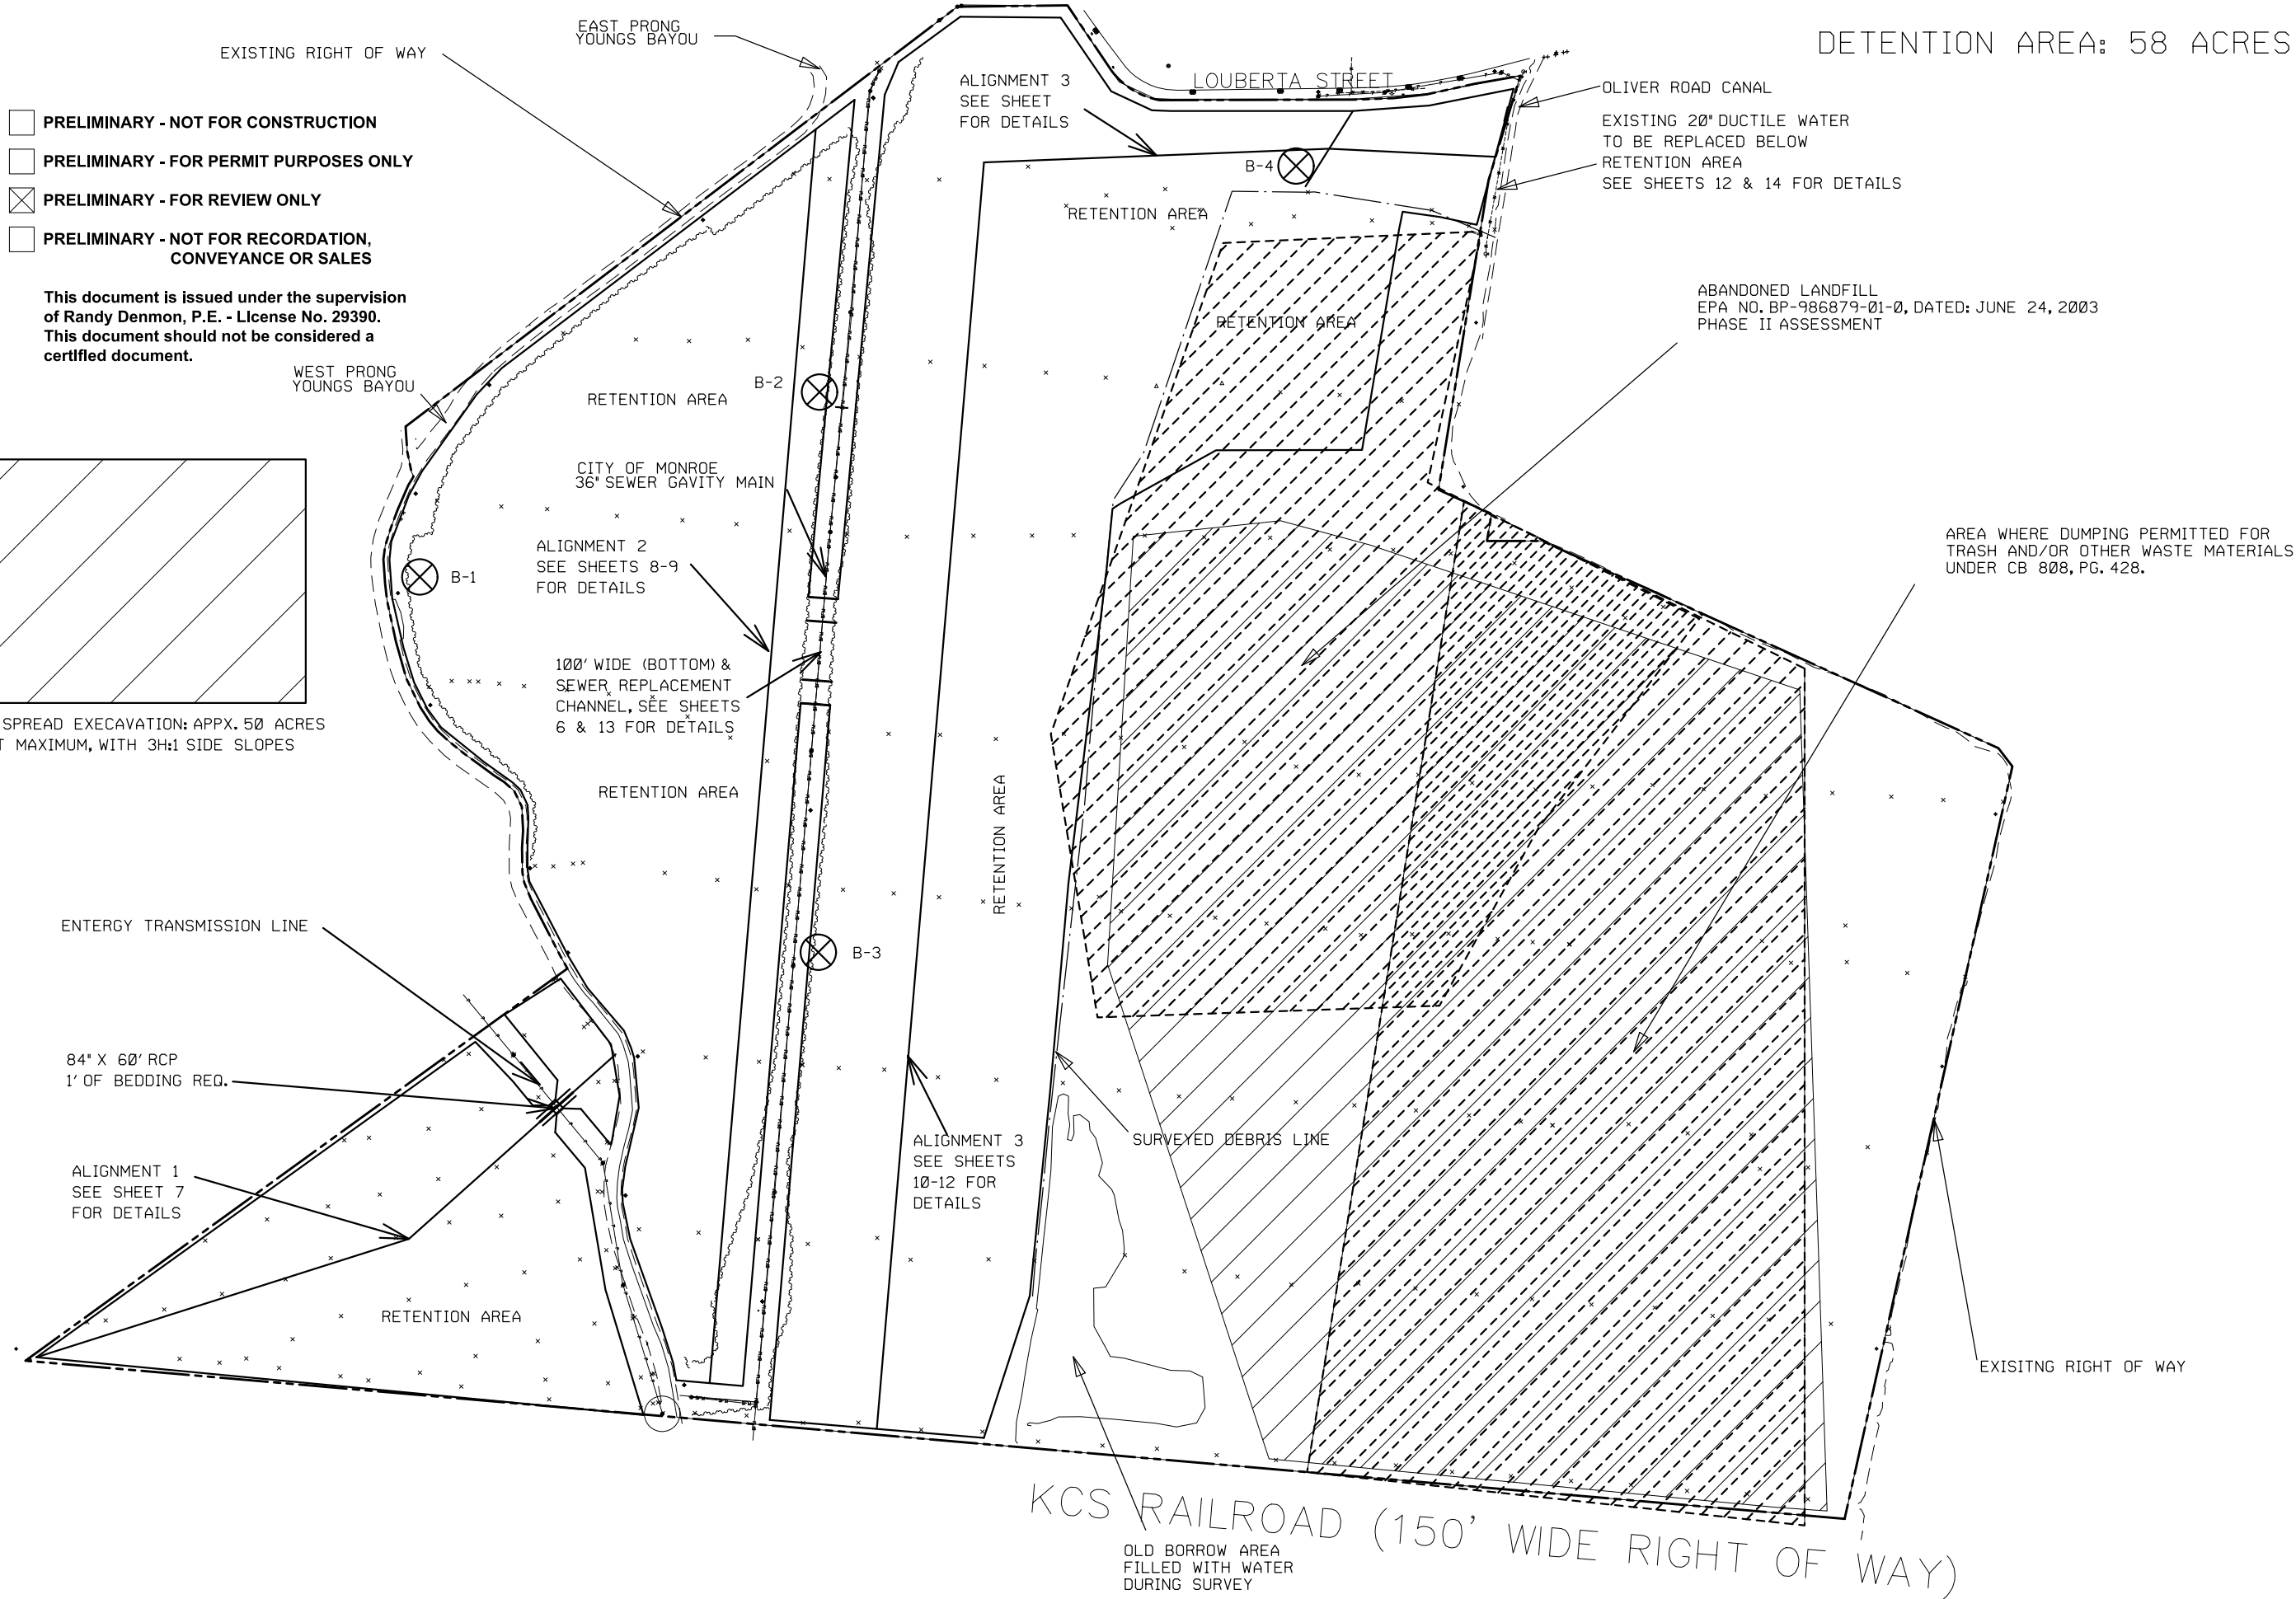 DETENTION AREA: 58 ACRES
EAST PRONG
YOUNGS BAYOU
EXISTING RIGHT OF WAY
PRELIMINARY - NOT FOR CONSTRUCTION
PRELIMINARY - FOR PERMIT PURPOSES ONLY
PRELIMINARY - FOR REVIEW ONLY
PRELIMINARY - NOT FOR RECORDATION,
CONVEYANCE OR SALES
This document is issued under the supervision
of Randy Denmon, P.E. - LIcense No. 29390.
This document should not be considered a
certIfIed document.
ALIGNMENT 3
SEE SHEET
FOR DETAILS
LOUBERTA STREET
OLIVER ROAD CANAL
EXISTING 20" DUCTILE WATER
TO BE REPLACED BELOW
RETENTION AREA
SEE SHEETS 12 & 14 FOR DETAILS
B-4
RETENTION AREA
RETENTION AREA
ABANDONED LANDFILL
EPA NO. BP-986879-01-0, DATED: JUNE 24, 2003
PHASE II ASSESSMENT
WEST PRONG
YOUNGS BAYOU
B-2
RETENTION AREA
CITY OF MONROE
36" SEWER GAVITY MAIN
ALIGNMENT 2
SEE SHEETS 8-9
FOR DETAILS
B-1
AREA WHERE DUMPING PERMITTED FOR
TRASH AND/OR OTHER WASTE MATERIALS
UNDER CB 808, PG. 428.
100' WIDE (BOTTOM) &
SEWER REPLACEMENT
CHANNEL, SEE SHEETS
6 & 13 FOR DETAILS
SPREAD EXECAVATION: APPX. 50 ACRES
T MAXIMUM, WITH 3H:1 SIDE SLOPES
RETENTION AREA
RETENTION AREA
ENTERGY TRANSMISSION LINE
B-3
84" X 60' RCP
1' OF BEDDING REQ.
ALIGNMENT 1
SEE SHEET 7
FOR DETAILS
ALIGNMENT 3
SEE SHEETS
10-12 FOR
DETAILS
SURVEYED DEBRIS LINE
RETENTION AREA
EXISITNG RIGHT OF WAY
KCS RAILROAD (150' WIDE RIGHT OF WAY)
OLD BORROW AREA
FILLED WITH WATER
DURING SURVEY